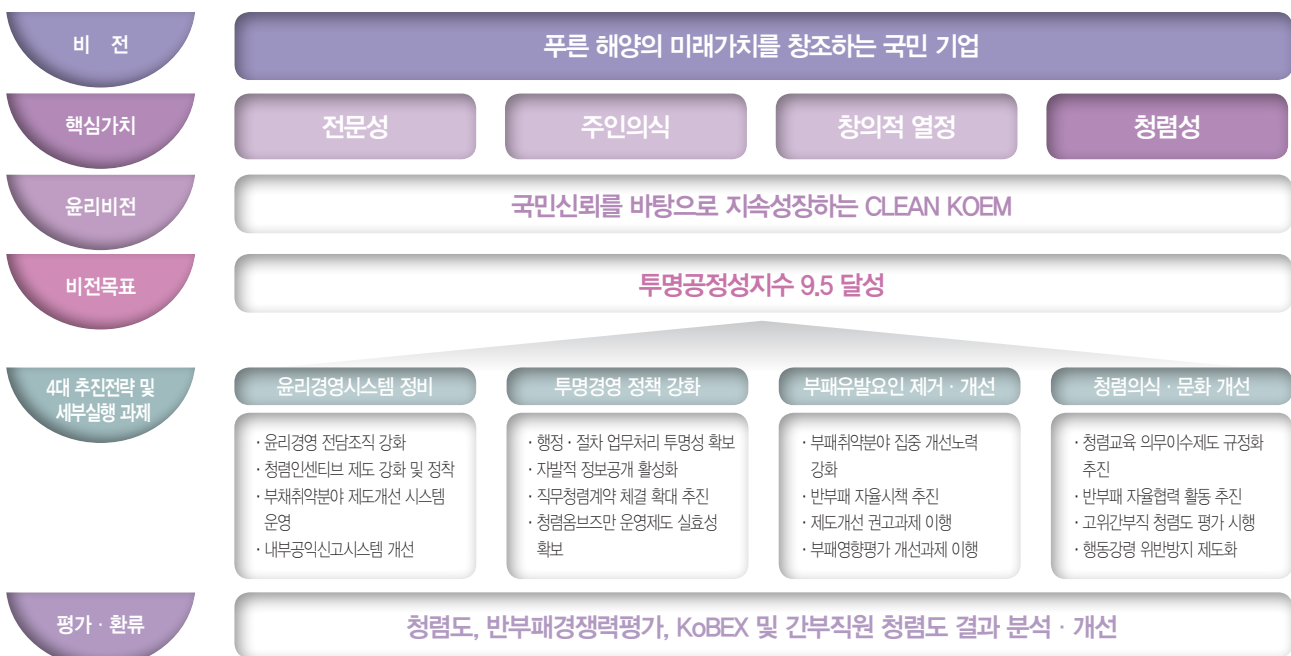 비 전
푸른 해양의 미래가치를 창조하는 국민 기업
핵심가치
전문성
주인의식
창의적 열정
청렴성
윤리비전
국민신뢰를 바탕으로 지속성장하는 CLEAN KOEM
비전목표
투명공정성지수 9.5 달성
4대 추진전략 및
세부실행 과제
윤리경영시스템 정비
· 윤리경영 전담조직 강화
· 청렴인센티브 제도 강화 및 정착
· 부채취약분야 제도개선 시스템
운영
· 내부공익신고시스템 개선
투명경영 정책 강화
· 행정 · 절차 업무처리 투명성 확보
· 자발적 정보공개 활성화
· 직무청렴계약 체결 확대 추진
· 청렴옴브즈만 운영제도 실효성
확보
부패유발요인 제거 · 개선
· 부패취약분야 집중 개선노력
강화
· 반부패 자율시책 추진
· 제도개선 권고과제 이행
· 부패영향평가 개선과제 이행
청렴의식 · 문화 개선
· 청렴교육 의무이수제도 규정화
추진
· 반부패 자율협력 활동 추진
· 고위간부직 청렴도 평가 시행
· 행동강령 위반방지 제도화
평가 · 환류
청렴도, 반부패경쟁력평가, KoBEX 및 간부직원 청렴도 결과 분석 · 개선